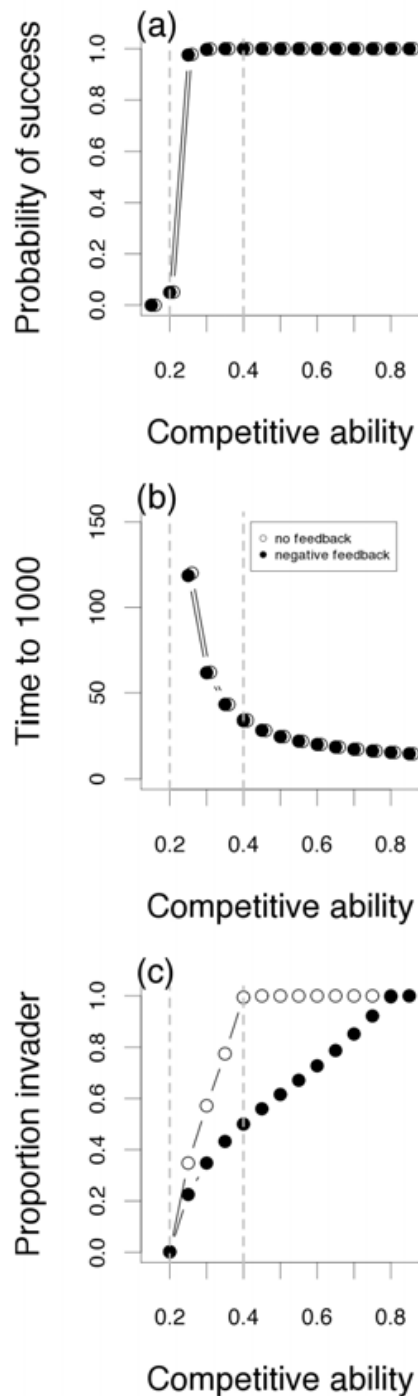 (a)
Probability of success
1.0
0.8
0.6
0.4
0.2
0.0
0.2 0.4 0.6 0.8
Competitive ability
(b)
Time to 1000
150
100
50
0
no feedback
negative feedback
0.2 0.4 0.6 0.8
Competitive ability
(c)
Proportion invader
1.0
0.8
0.6
0.4
0.2
0.0
0.2 0.4 0.6 0.8
Competitive ability